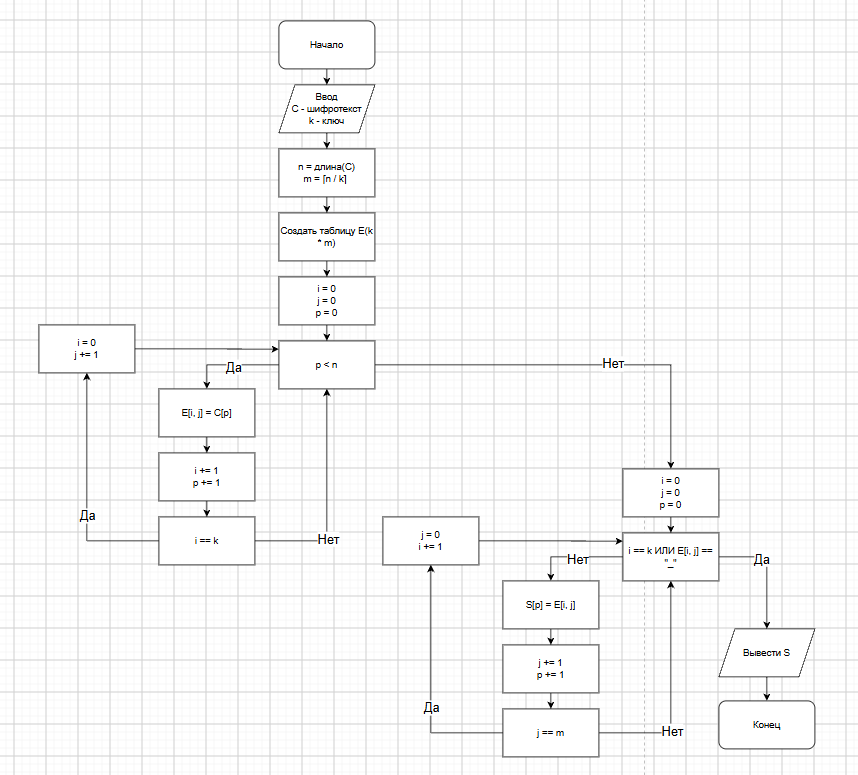 Начало
Ввод
C - шифротекст
k - ключ
n = длина(C)
m = ⌈n / k⌉
Создать таблицу E(k
* m)
i = 0
j = 0
p = 0
i = 0
j += 1
p < n
Да
Нет
E[i, j] = C[p]
i += 1
p += 1
i == k
Да
Нет
i = 0
j = 0
p = 0
j = 0
i += 1
i == k ИЛИ E[i, j] ==
"_"
Нет
Да
S[p] = E[i, j]
j += 1
p += 1
j == m
Да
Нет
Вывести S
Конец